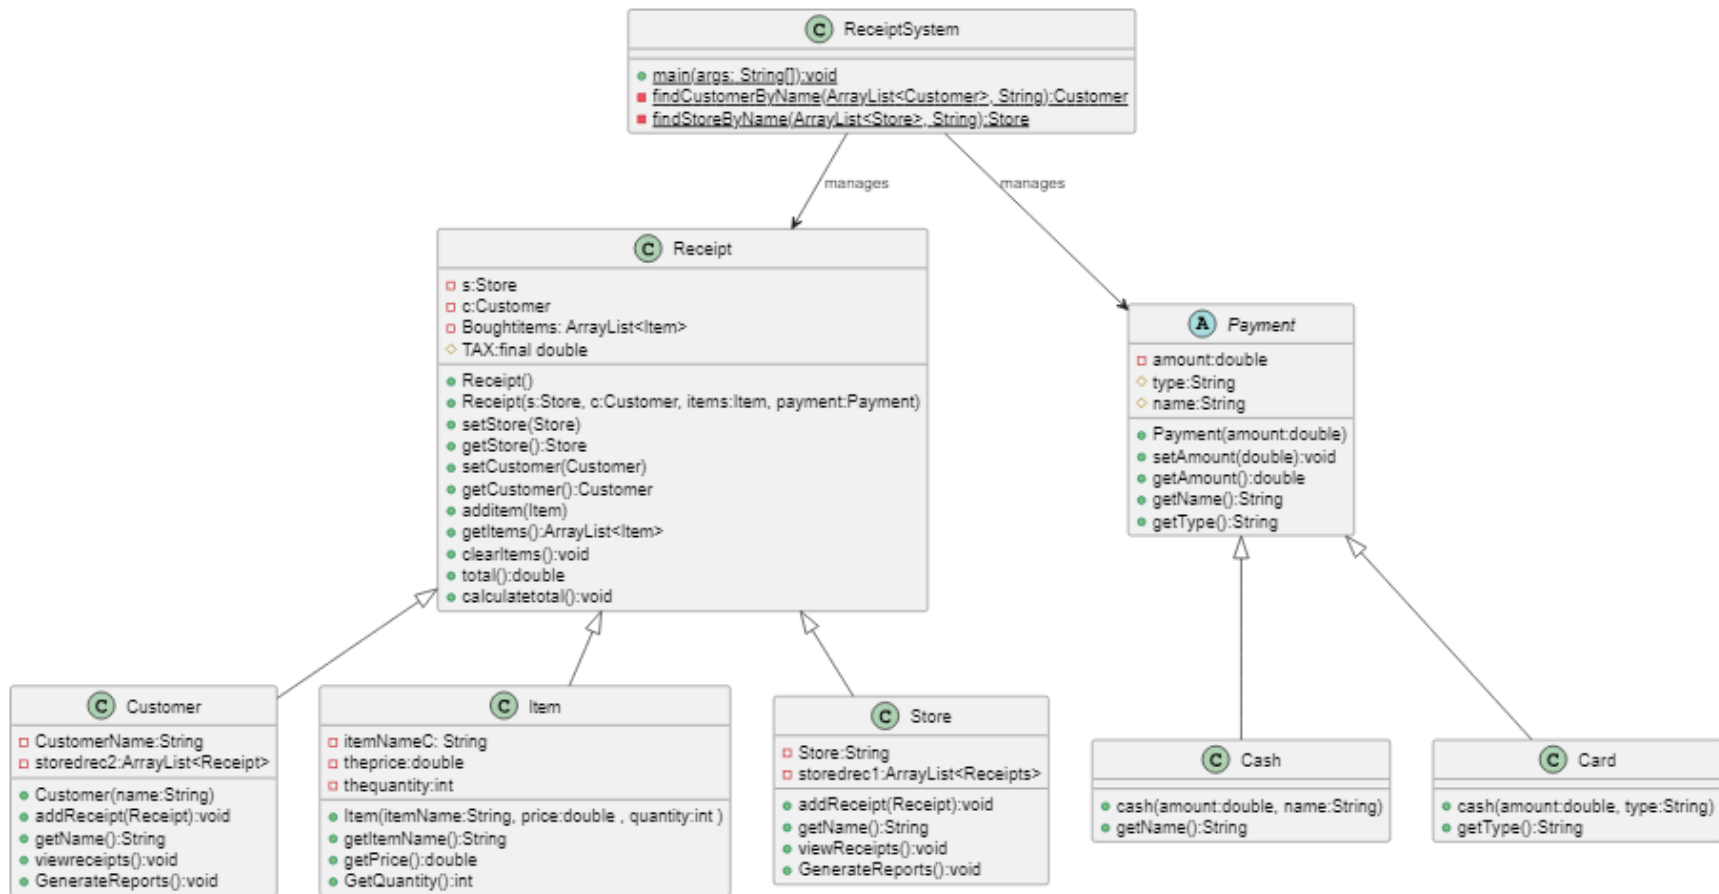 C ReceiptSystem
main(args: String[]):void
findCustomerByName(ArrayList<Customer>, String):Customer
findStoreByName(ArrayList<Store>, String):Store
manages
manages
C Receipt
s:Store
c:Customer
Boughtitems: ArrayList<Item>
TAX:final double
Receipt()
Receipt(s:Store, c:Customer, items:Item, payment:Payment)
setStore(Store)
getStore():Store
setCustomer(Customer)
getCustomer():Customer
additem(Item)
getItems():ArrayList<Item>
clearItems():void
total():double
calculatetotal():void
A Payment
amount:double
type:String
name:String
Payment(amount:double)
setAmount(double):void
getAmount():double
getName():String
getType():String
C Customer
CustomerName:String
storedrec2:ArrayList<Receipt>
Customer(name:String)
addReceipt(Receipt):void
getName():String
viewreceipts():void
GenerateReports():void
C Item
itemNameC: String
theprice:double
thequantity:int
Item(itemName:String, price:double , quantity:int )
getItemName():String
getPrice():double
GetQuantity():int
C Store
Store:String
storedrec1:ArrayList<Receipts>
addReceipt(Receipt):void
getName():String
viewReceipts():void
GenerateReports():void
C Cash
cash(amount:double, name:String)
getName():String
C Card
cash(amount:double, type:String)
getType():String